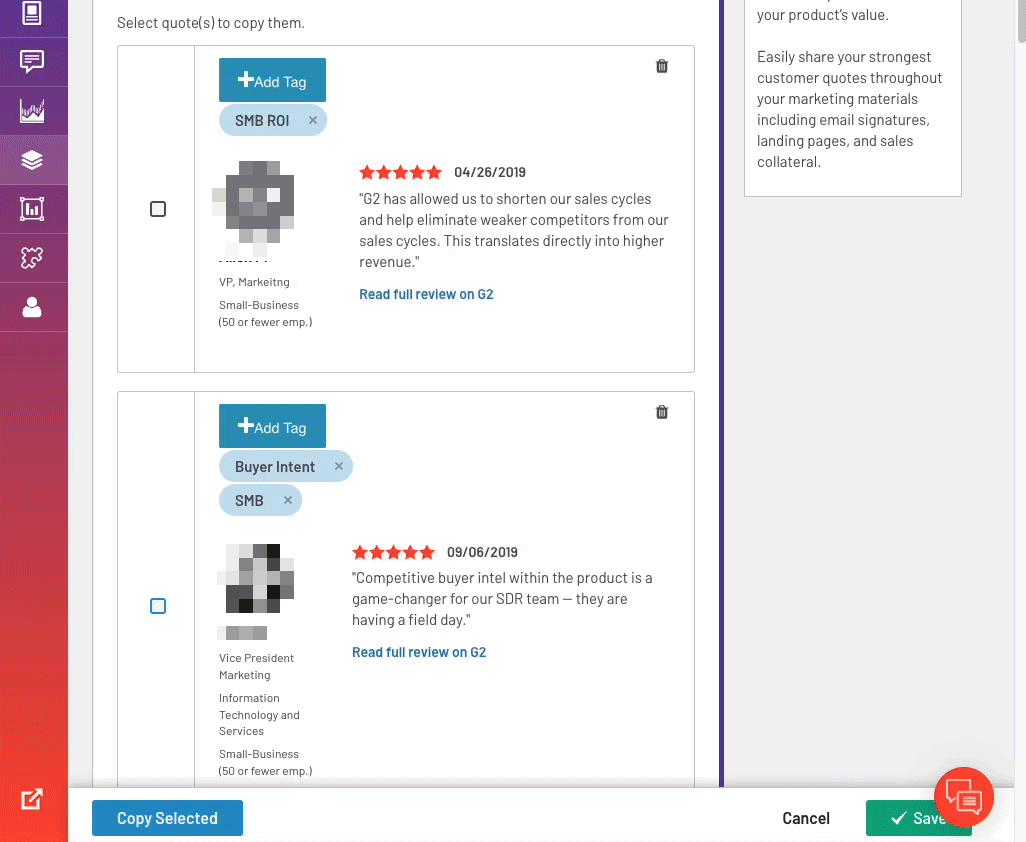 Select quote(s) to copy them.
your product's value.
Easily share your strongest
customer quotes throughout
your marketing materials
including email signatures,
landing pages, and sales
collateral.
Add Tag
SMB ROI ×
04/26/2019
"G2 has allowed us to shorten our sales cycles
and help eliminate weaker competitors from our
sales cycles. This translates directly into higher
revenue."
Read full review on G2
VP, Markeitng
Small-Business
(50 or fewer emp.)
Add Tag
Buyer Intent ×
SMB ×
09/06/2019
"Competitive buyer intel within the product is a
game-changer for our SDR team — they are
having a field day."
Read full review on G2
Vice President
Marketing
Information
Technology and
Services
Small-Business
(50 or fewer emp.)
Copy Selected
Cancel
Save